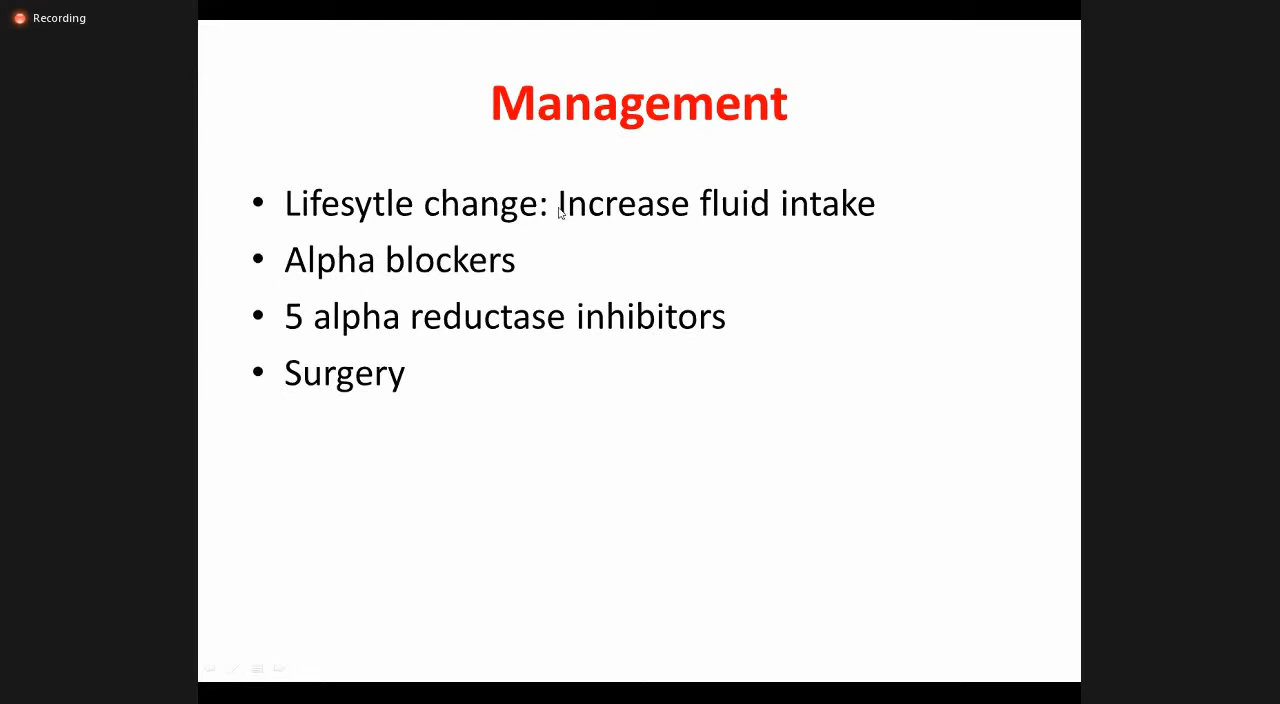 Recording
Management
• Lifesytle change: Increase fluid intake
• Alpha blockers
• 5 alpha reductase inhibitors
• Surgery